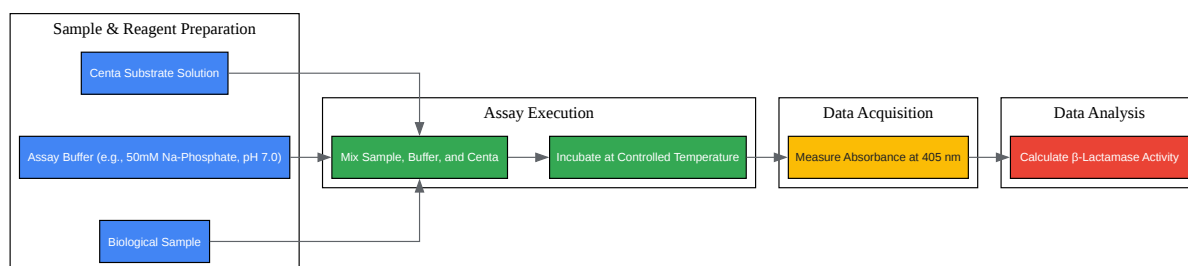 Sample & Reagent Preparation
Centa Substrate Solution
Assay Buffer (e.g., 50mM Na-Phosphate, pH 7.0)
Biological Sample
Assay Execution
Mix Sample, Buffer, and Centa
Incubate at Controlled Temperature
Data Acquisition
Measure Absorbance at 405 nm
Data Analysis
Calculate β-Lactamase Activity